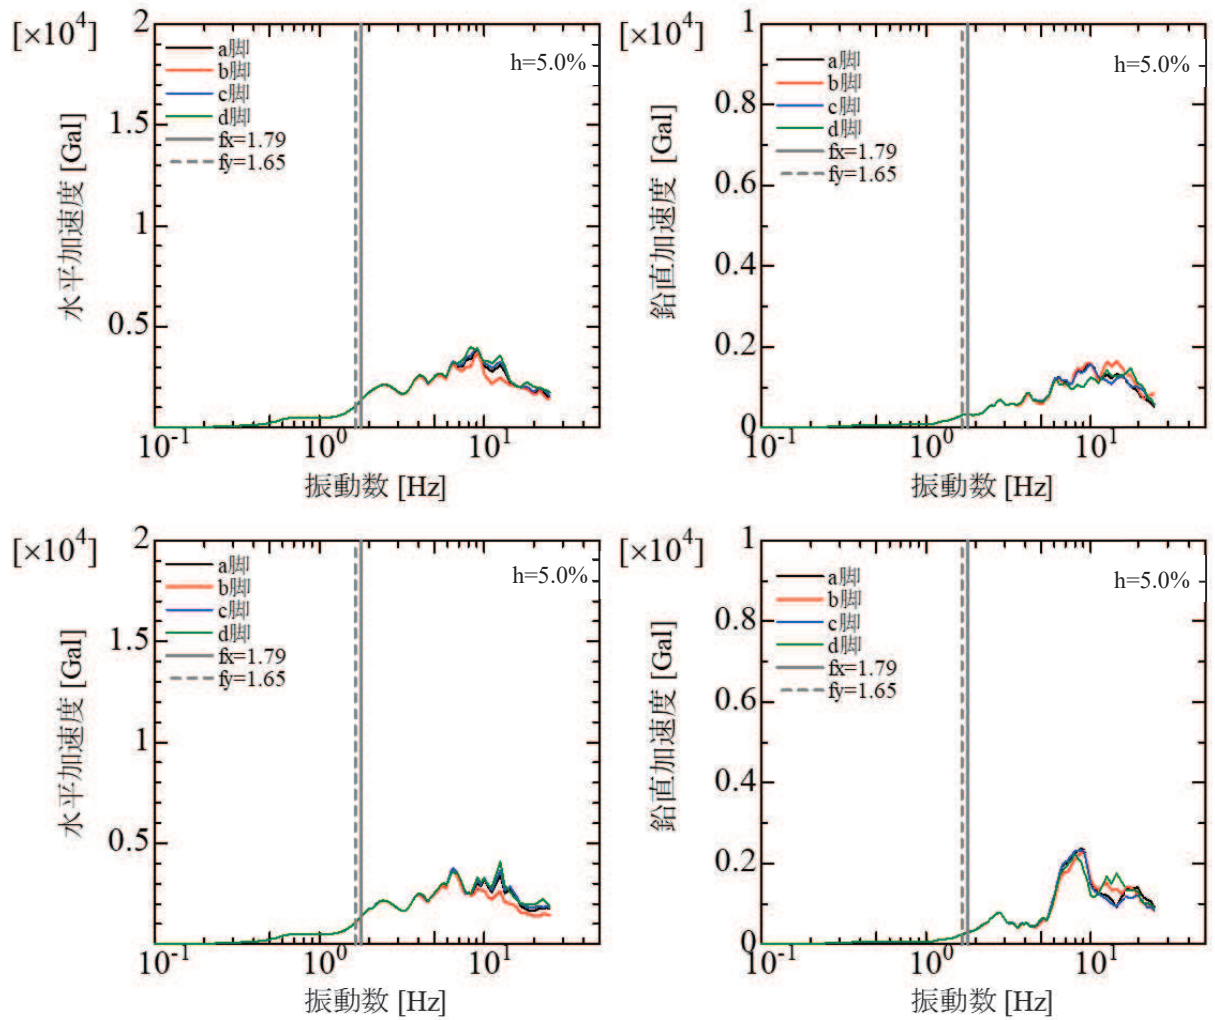 [×10⁴]
2
1.5
1
0.5
水平加速度 [Gal]
a脚
b脚
c脚
d脚
fx=1.79
fy=1.65
h=5.0%
10⁻¹
10⁰
10¹
振動数 [Hz]
[×10⁴]
1
0.8
0.6
0.4
0.2
0
鉛直加速度 [Gal]
a脚
b脚
c脚
d脚
fx=1.79
fy=1.65
h=5.0%
10⁻¹
10⁰
10¹
振動数 [Hz]
[×10⁴]
2
1.5
1
0.5
水平加速度 [Gal]
a脚
b脚
c脚
d脚
fx=1.79
fy=1.65
h=5.0%
10⁻¹
10⁰
10¹
振動数 [Hz]
[×10⁴]
1
0.8
0.6
0.4
0.2
0
鉛直加速度 [Gal]
a脚
b脚
c脚
d脚
fx=1.79
fy=1.65
h=5.0%
10⁻¹
10⁰
10¹
振動数 [Hz]